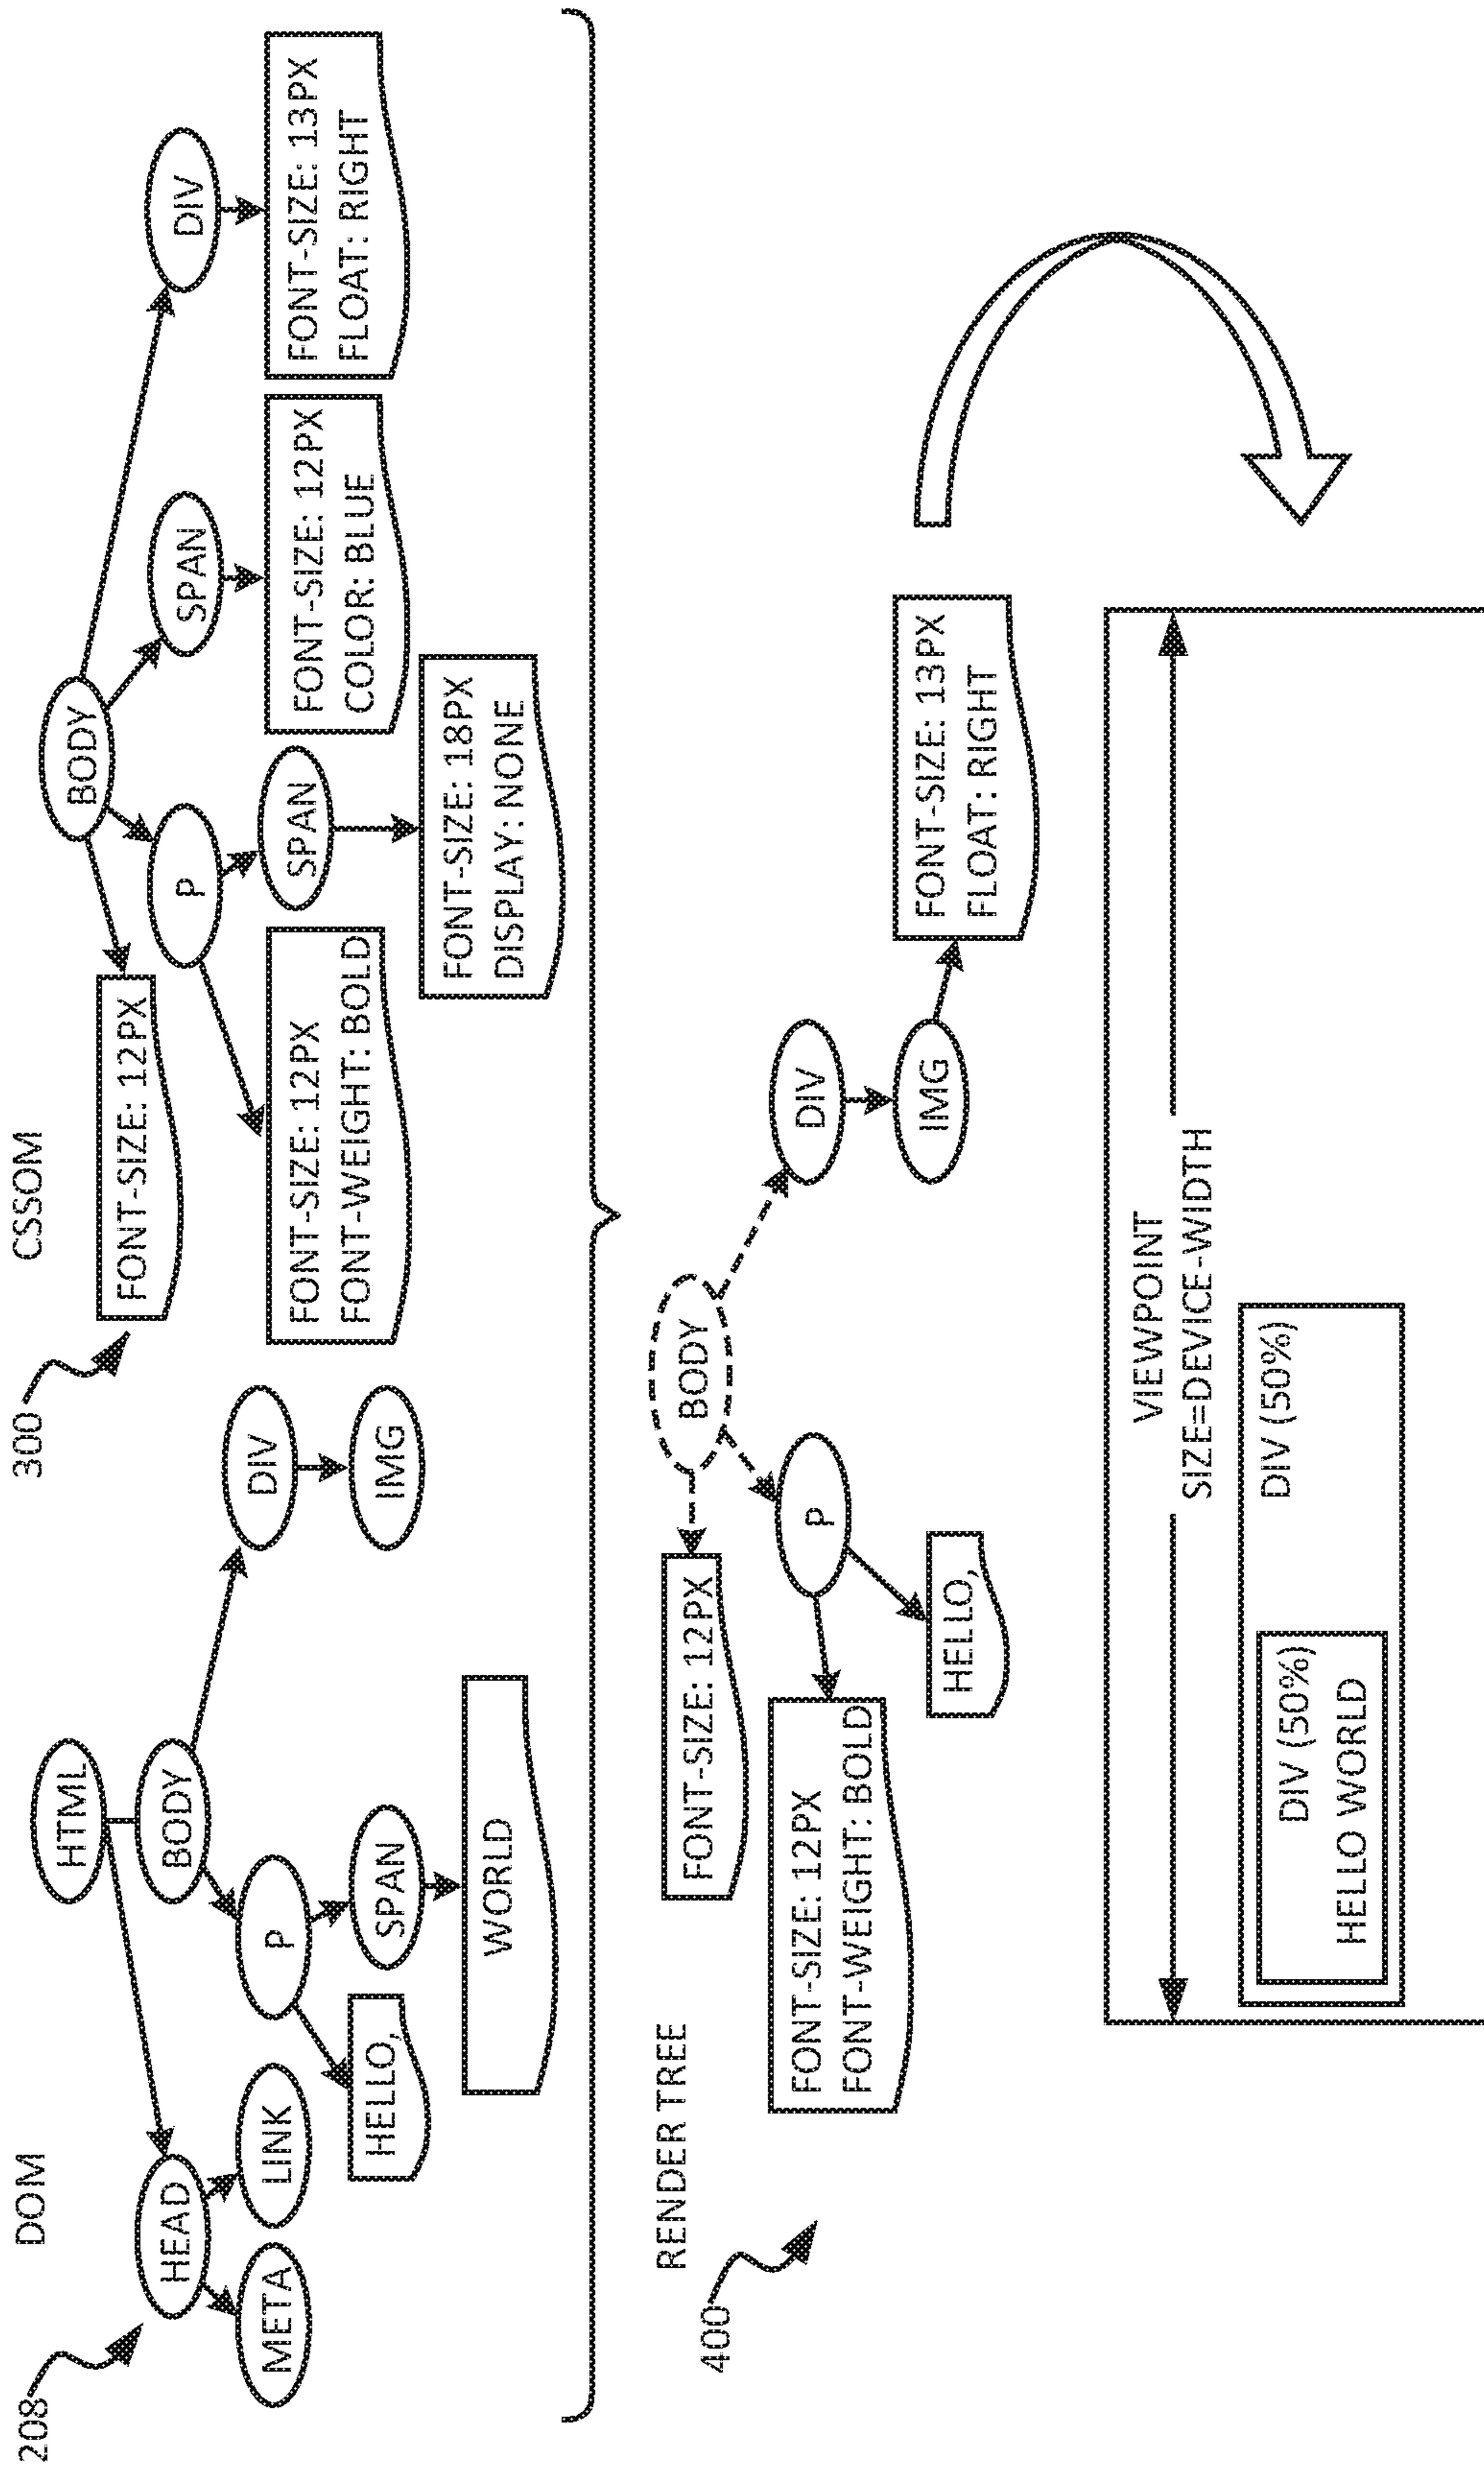 208
DOM
HTML
HEAD
BODY
META
LINK
P
DIV
HELLO,
SPAN
IMG
WORLD
300
CSSOM
BODY
FONT-SIZE: 12PX
P
SPAN
DIV
FONT-SIZE: 12PX
FONT-WEIGHT: BOLD
SPAN
FONT-SIZE: 12PX
COLOR: BLUE
FONT-SIZE: 13PX
FLOAT: RIGHT
FONT-SIZE: 18PX
DISPLAY: NONE
400
RENDER TREE
BODY
FONT-SIZE: 12PX
P
DIV
FONT-SIZE: 12PX
FONT-WEIGHT: BOLD
HELLO,
IMG
FONT-SIZE: 13PX
FLOAT: RIGHT
VIEWPOINT
SIZE=DEVICE-WIDTH
DIV (50%)
DIV (50%)
HELLO WORLD